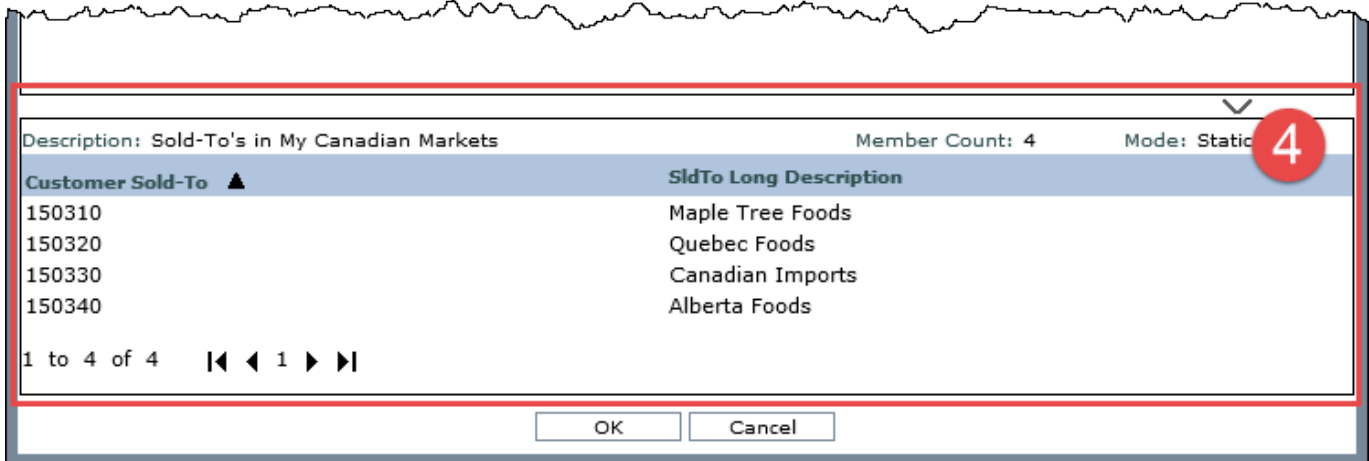 Description: Sold-To's in My Canadian Markets Member Count: 4 Mode: Static 4
Customer Sold-To ▲ SldTo Long Description
150310 Maple Tree Foods
150320 Quebec Foods
150330 Canadian Imports
150340 Alberta Foods
1 to 4 of 4 1
OK Cancel